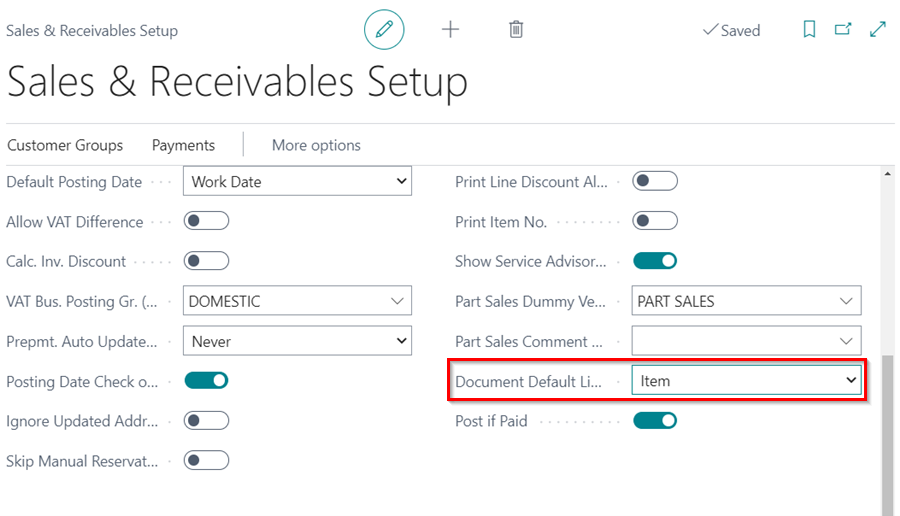 Sales & Receivables Setup
Saved
Sales & Receivables Setup
Customer Groups Payments More options
Default Posting Date Work Date
Allow VAT Difference
Calc. Inv. Discount
VAT Bus. Posting Gr. (... DOMESTIC
Prepmt. Auto Update... Never
Posting Date Check o...
Ignore Updated Addr...
Skip Manual Reservat...
Print Line Discount Al...
Print Item No.
Show Service Advisor...
Part Sales Dummy Ve... PART SALES
Part Sales Comment ...
Document Default Li... Item
Post if Paid